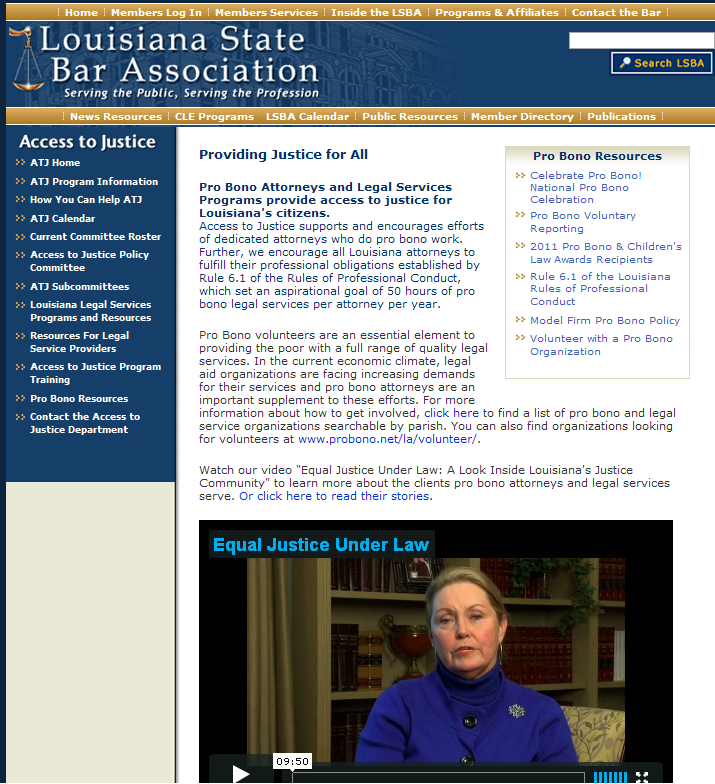 Home Members Log In Members Services Inside the LSBA Programs & Affiliates Contact the Bar
Louisiana State
Bar Association
Serving the Public, Serving the Profession
Search LSBA
News Resources CLE Programs LSBA Calendar Public Resources Member Directory Publications
Access to Justice
ATJ Home
ATJ Program Information
How You Can Help ATJ
ATJ Calendar
Current Committee Roster
Access to Justice Policy
Committee
ATJ Subcommittees
Louisiana Legal Services
Programs and Resources
Resources For Legal
Service Providers
Access to Justice Program
Training
Pro Bono Resources
Contact the Access to
Justice Department
Providing Justice for All
Pro Bono Attorneys and Legal Services
Programs provide access to justice for
Louisiana's citizens.
Access to Justice supports and encourages efforts
of dedicated attorneys who do pro bono work.
Further, we encourage all Louisiana attorneys to
fulfill their professional obligations established by
Rule 6.1 of the Rules of Professional Conduct,
which set an aspirational goal of 50 hours of pro
bono legal services per attorney per year.
Pro Bono volunteers are an essential element to
providing the poor with a full range of quality legal
services. In the current economic climate, legal
aid organizations are facing increasing demands
for their services and pro bono attorneys are an
important supplement to these efforts. For more
information about how to get involved, click here to find a list of pro bono and legal
service organizations searchable by parish. You can also find organizations looking
for volunteers at www.probono.net/la/volunteer/.
Watch our video "Equal Justice Under Law: A Look Inside Louisiana's Justice
Community" to learn more about the clients pro bono attorneys and legal services
serve. Or click here to read their stories.
Pro Bono Resources
Celebrate Pro Bono!
National Pro Bono
Celebration
Pro Bono Voluntary
Reporting
2011 Pro Bono & Children's
Law Awards Recipients
Rule 6.1 of the Louisiana
Rules of Professional
Conduct
Model Firm Pro Bono Policy
Volunteer with a Pro Bono
Organization
Equal Justice Under Law
09:50